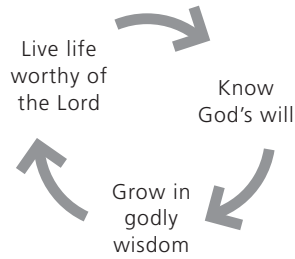 Live life
worthy of
the Lord
Know
God’s will
Grow in
godly
wisdom